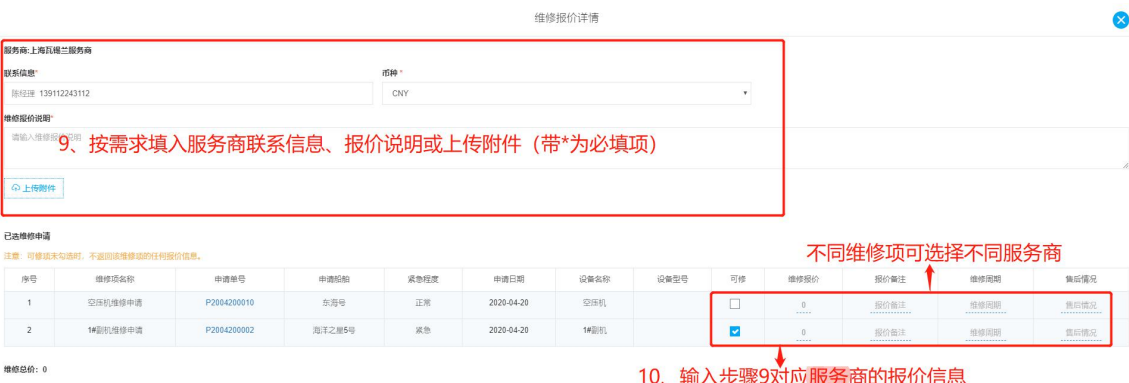 维修报价详情
服务商:上海瓦锡兰服务商
联系信息*
币种 *
陈经理 139112243112
CNY
维修报价说明*
请输入维修报价说明
9、按需求填入服务商联系信息、报价说明或上传附件（带*为必填项）
上传附件
已选维修申请
不同维修项可选择不同服务商
注意：可修项未勾选时，不返回该维修项的任何报价信息。
序号 维修项名称 申请单号 申请船舶 紧急程度 申请日期 设备名称 设备型号 可修 维修报价 报价备注 维修周期 售后情况
1 空压机维修申请 P2004200010 东海号 正常 2020-04-20 空压机 0 报价备注 维修周期 售后情况
2 1#副机维修申请 P2004200002 海洋之星5号 紧急 2020-04-20 1#副机 0 报价备注 维修周期 售后情况
维修总价：0
10、输入步骤9对应服务商的报价信息